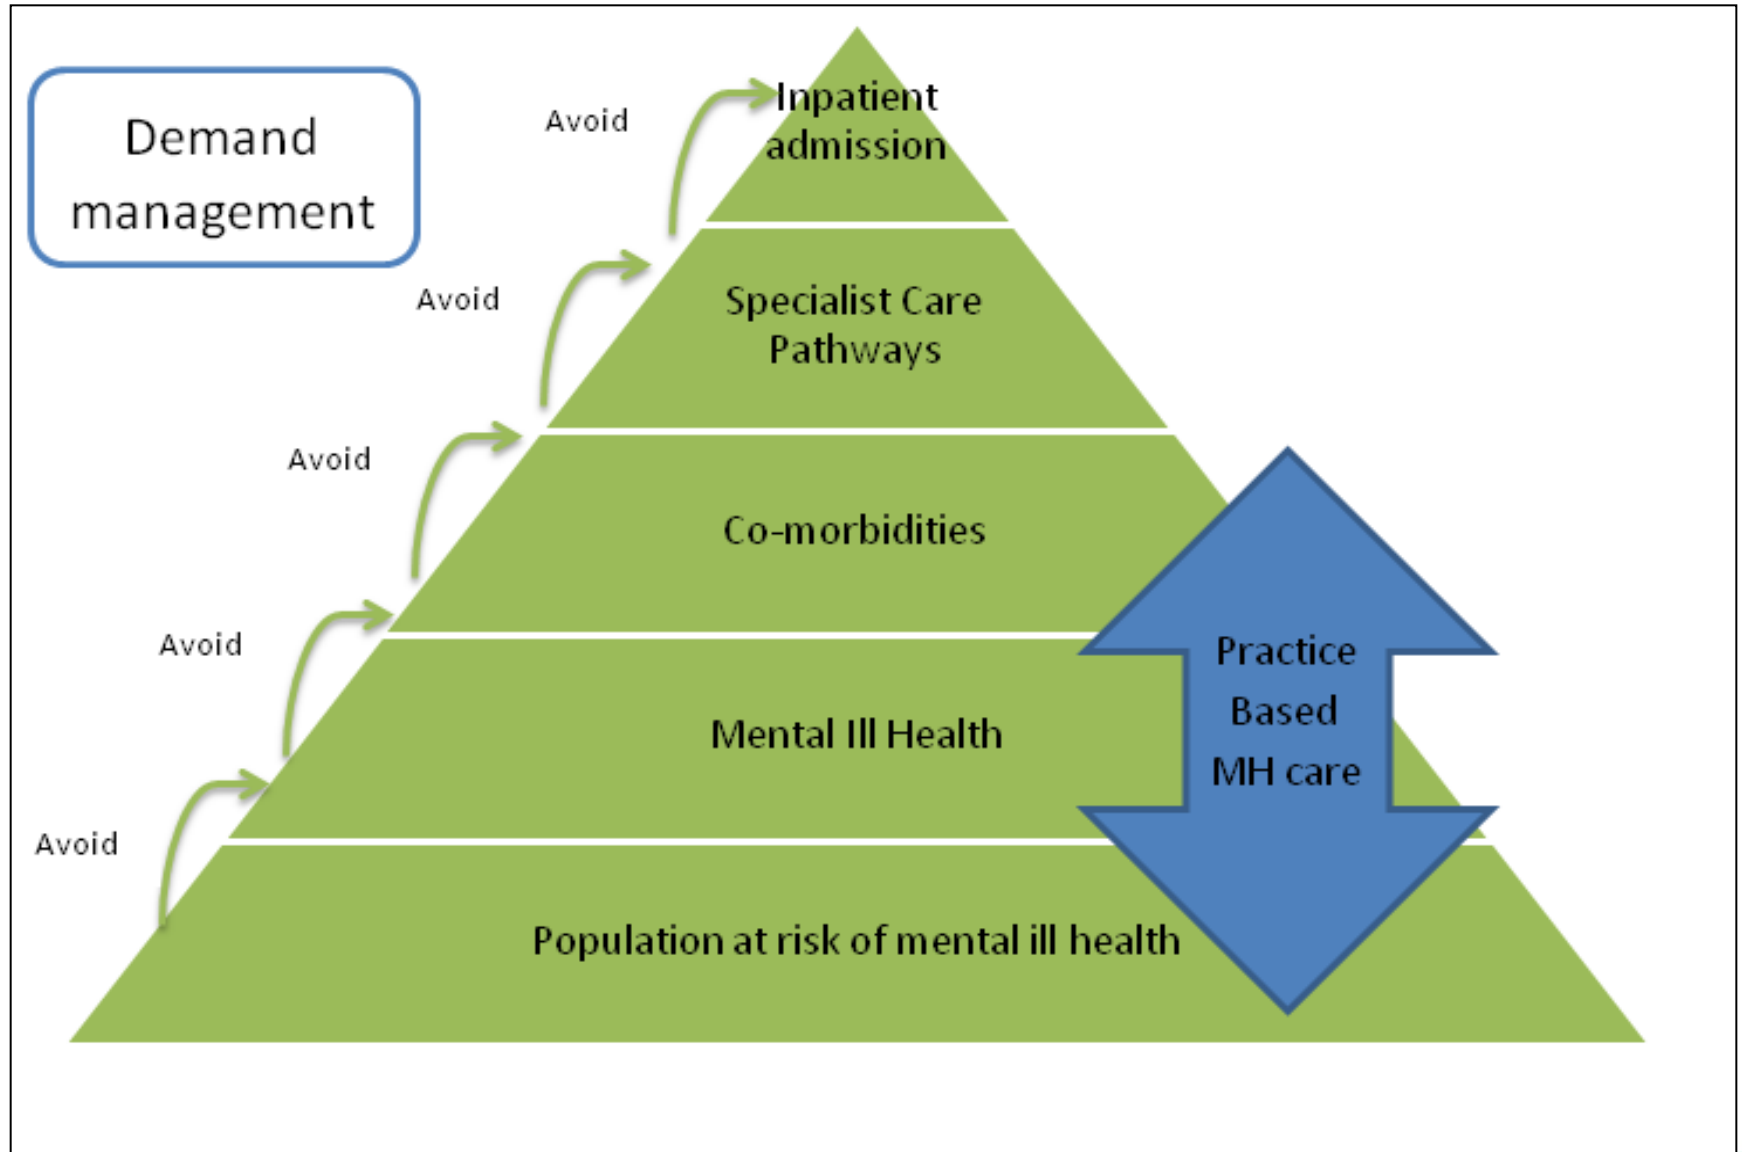 Demand
management
Avoid
Inpatient
admission
Avoid
Specialist Care
Pathways
Avoid
Co-morbidities
Avoid
Mental Ill Health
Practice
Based
MH care
Avoid
Population at risk of mental ill health